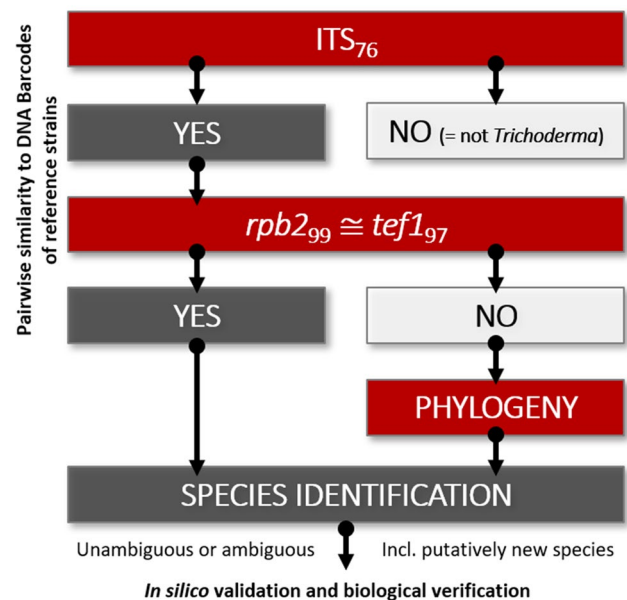 ITS76
Pairwise similarity to DNA Barcodes
of reference strains
YES
NO (= not Trichoderma)
rpb299 ≅ tef197
YES
NO
PHYLOGENY
SPECIES IDENTIFICATION
Unambiguous or ambiguous
Incl. putatively new species
In silico validation and biological verification